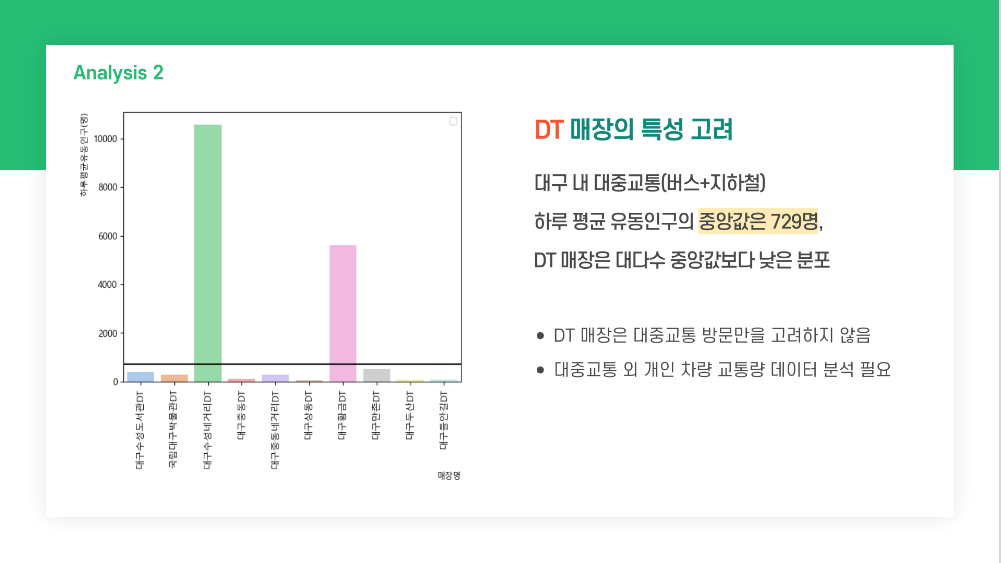 Analysis 2
하루평균유동인구(명)
10000
8000
6000
4000
2000
0
대구수성도서관DT
국립대구박물관DT
대구수성네거리DT
대구중동DT
대구중동네거리DT
대구상동DT
대구황금DT
대구만촌DT
대구두산DT
대구들안길DT
매장명
DT 매장의 특성 고려
대구 내 대중교통(버스+지하철)
하루 평균 유동인구의 중앙값은 729명,
DT 매장은 대다수 중앙값보다 낮은 분포
● DT 매장은 대중교통 방문만을 고려하지 않음
● 대중교통 외 개인 차량 교통량 데이터 분석 필요